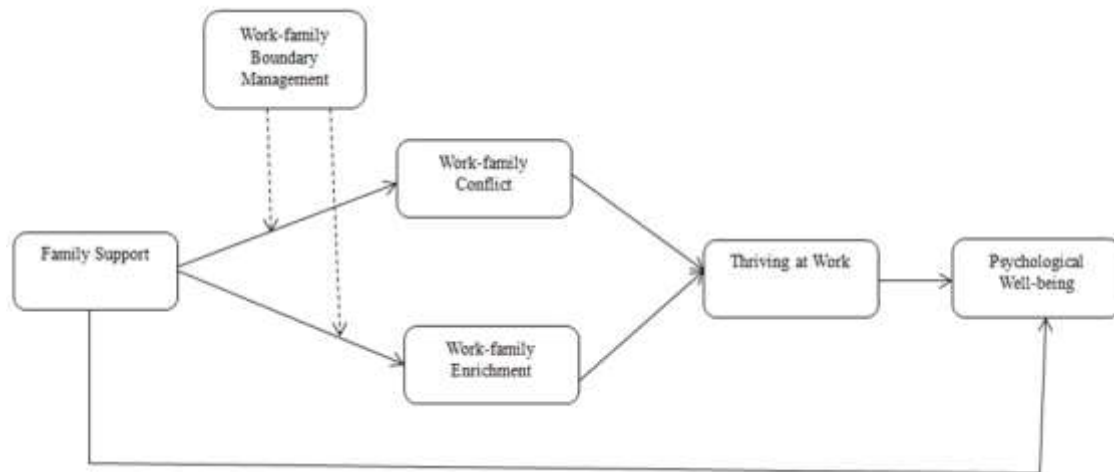 Work-family
Boundary
Management
Work-family
Conflict
Family Support
Thriving at Work
Psychological
Well-being
Work-family
Enrichment